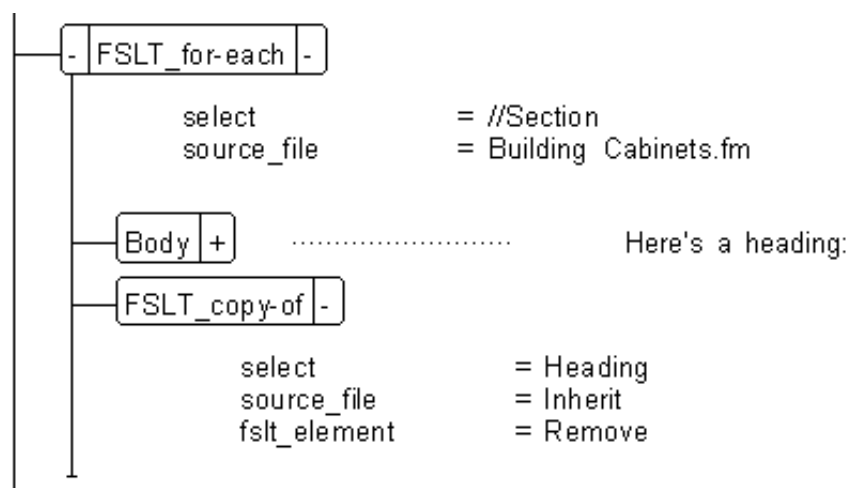 - FSLT_for-each -
select = //Section
source_file = Building Cabinets.fm
Body + Here's a heading:
FSLT_copy-of -
select = Heading
source_file = Inherit
fslt_element = Remove